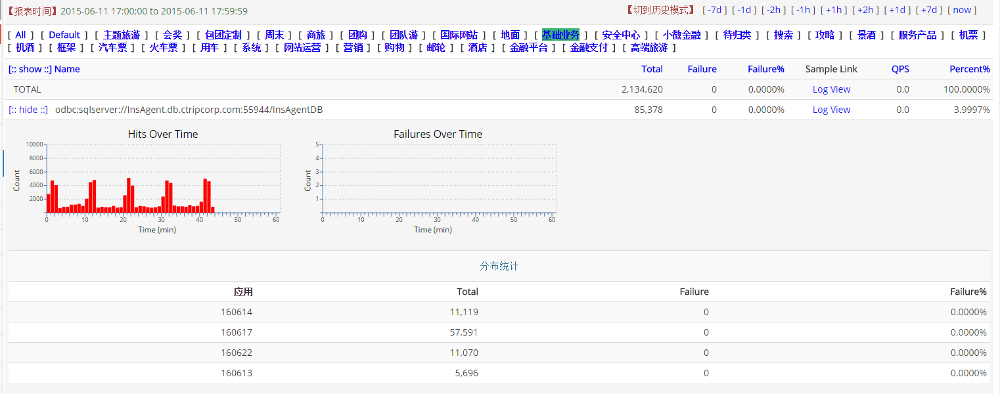 【报表时间】2015-06-11 17:00:00 to 2015-06-11 17:59:59 【切到历史模式】 [ -7d ] [ -1d ] [ -2h ] [ -1h ] [ +1h ] [ +2h ] [ +1d ] [ +7d ] [ now ]
[ All ] [ Default ] [ 主题旅游 ] [ 会奖 ] [ 包团定制 ] [ 周末 ] [ 商旅 ] [ 团购 ] [ 团队游 ] [ 国际网站 ] [ 地面 ] [ 基础业务 ] [ 安全中心 ] [ 小微金融 ] [ 待归类 ] [ 搜索 ] [ 攻略 ] [ 景酒 ] [ 服务产品 ] [ 机票 ]
[ 机酒 ] [ 框架 ] [ 汽车票 ] [ 火车票 ] [ 用车 ] [ 系统 ] [ 网站运营 ] [ 营销 ] [ 购物 ] [ 邮轮 ] [ 酒店 ] [ 金融平台 ] [ 金融支付 ] [ 高端旅游 ]
[:: show ::] Name Total Failure Failure% Sample Link QPS Percent%
TOTAL 2,134,620 0 0.0000% Log View 0.0 100.0000%
[:: hide ::] odbc:sqlserver://InsAgent.db.ctripcorp.com:55944/InsAgentDB 85,378 0 0.0000% Log View 0.0 3.9997%
Hits Over Time
10000
8000
6000
4000
2000
Count
0 10 20 30 40 50 60
Time (min)
Failures Over Time
5
4
3
2
1
Count
0 10 20 30 40 50 60
Time (min)
分布统计
应用 Total Failure Failure%
160614 11,119 0 0.0000%
160617 57,591 0 0.0000%
160622 11,070 0 0.0000%
160613 5,696 0 0.0000%